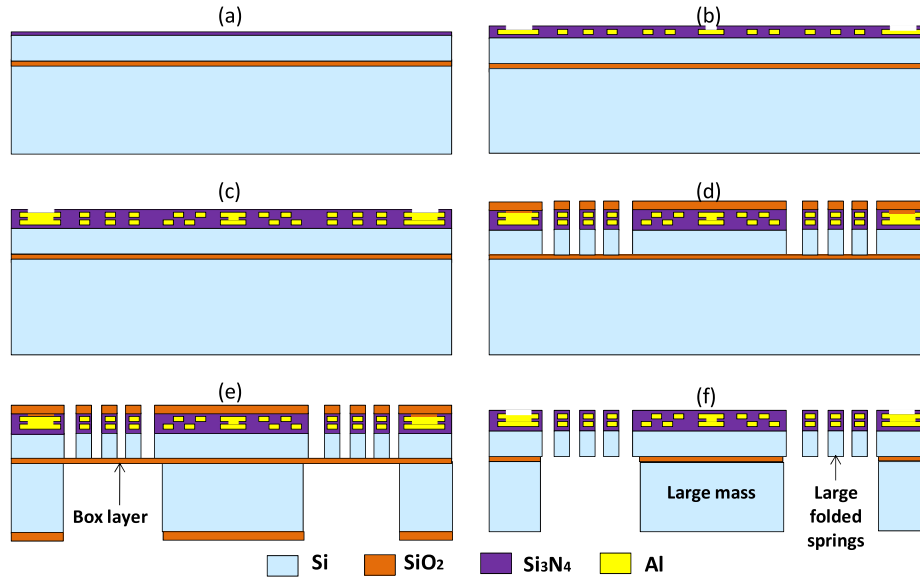 (a)
(b)
(c)
(d)
(e)
(f)
Box layer
Large mass
Large
folded
springs
Si
SiO₂
Si₃N₄
Al